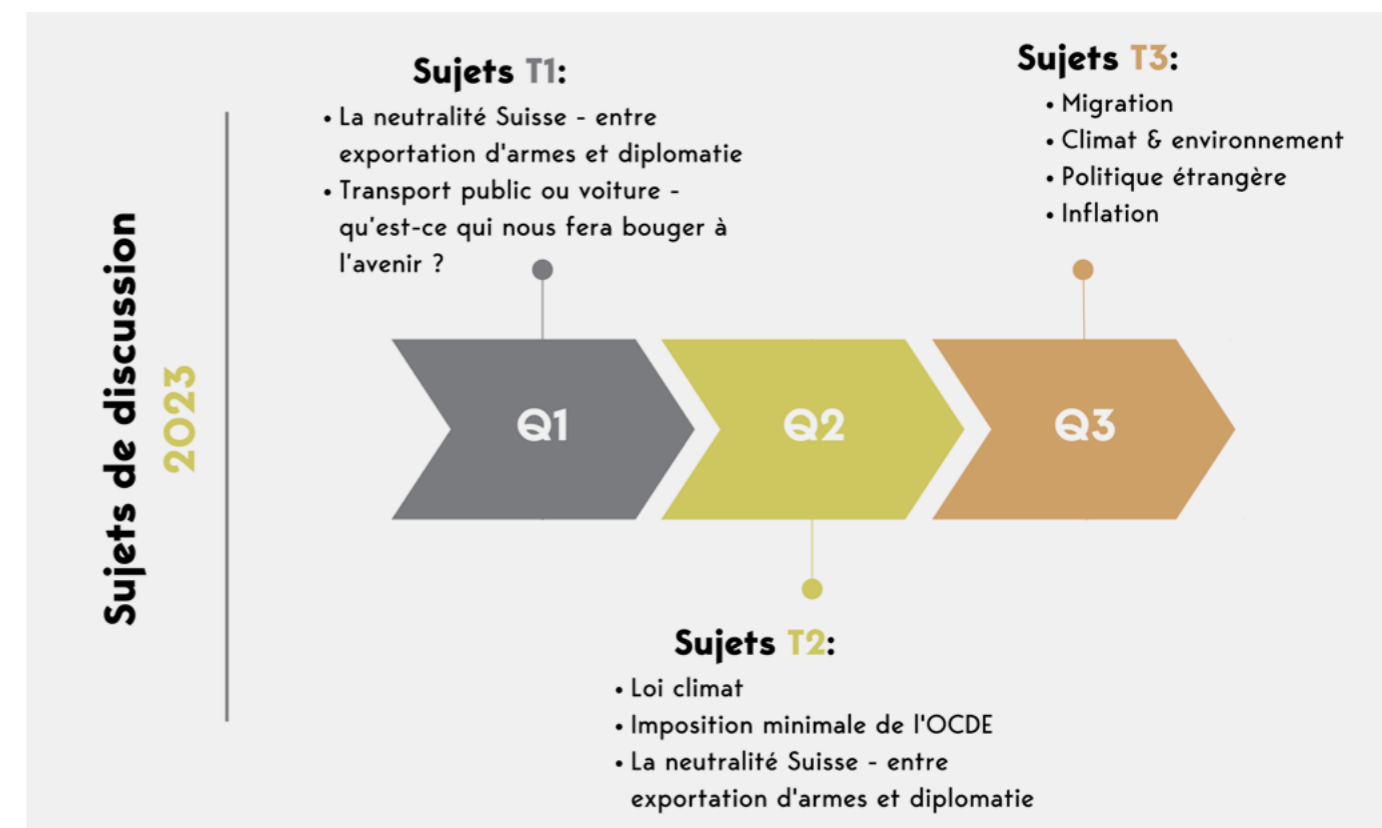 Sujets de discussion
2023
Sujets T1:
• La neutralité Suisse - entre
exportation d'armes et diplomatie
• Transport public ou voiture -
qu'est-ce qui nous fera bouger à
l'avenir ?
Sujets T3:
• Migration
• Climat & environnement
• Politique étrangère
• Inflation
Q1
Q2
Q3
Sujets T2:
• Loi climat
• Imposition minimale de l'OCDE
• La neutralité Suisse - entre
exportation d'armes et diplomatie